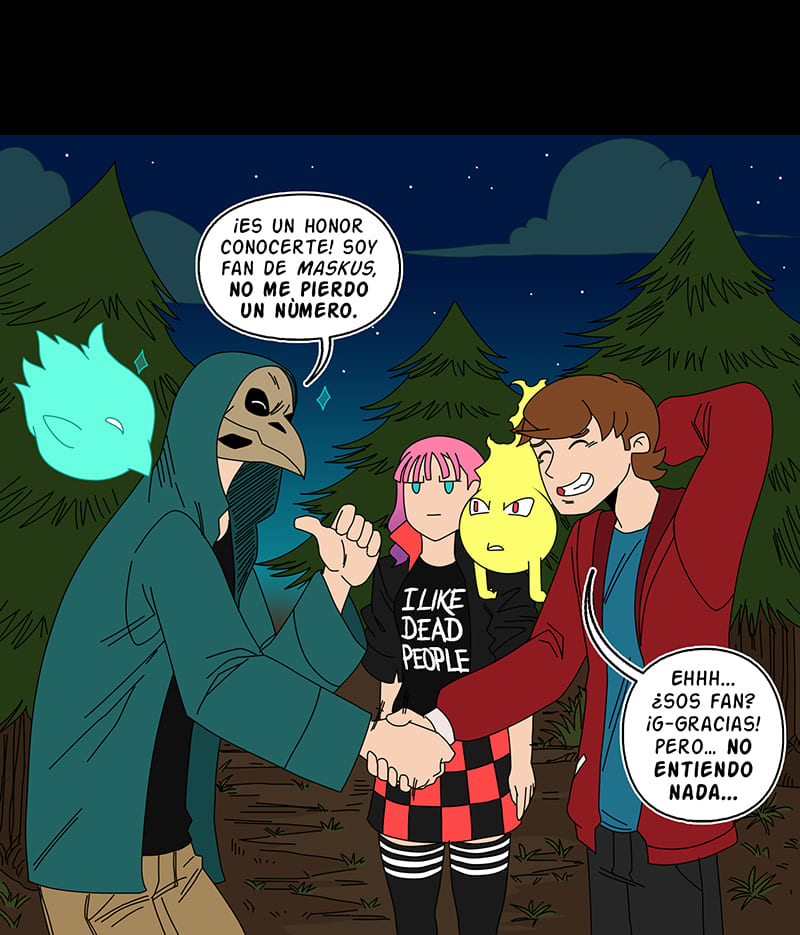 ¡ES UN HONOR
CONOCERTE! SOY
FAN DE MASKUS,
NO ME PIERDO
UN NÙMERO.
I LIKE
DEAD
PEOPLE
EHHH...
¿SOS FAN?
¡G-GRACIAS!
PERO... NO
ENTIENDO
NADA...